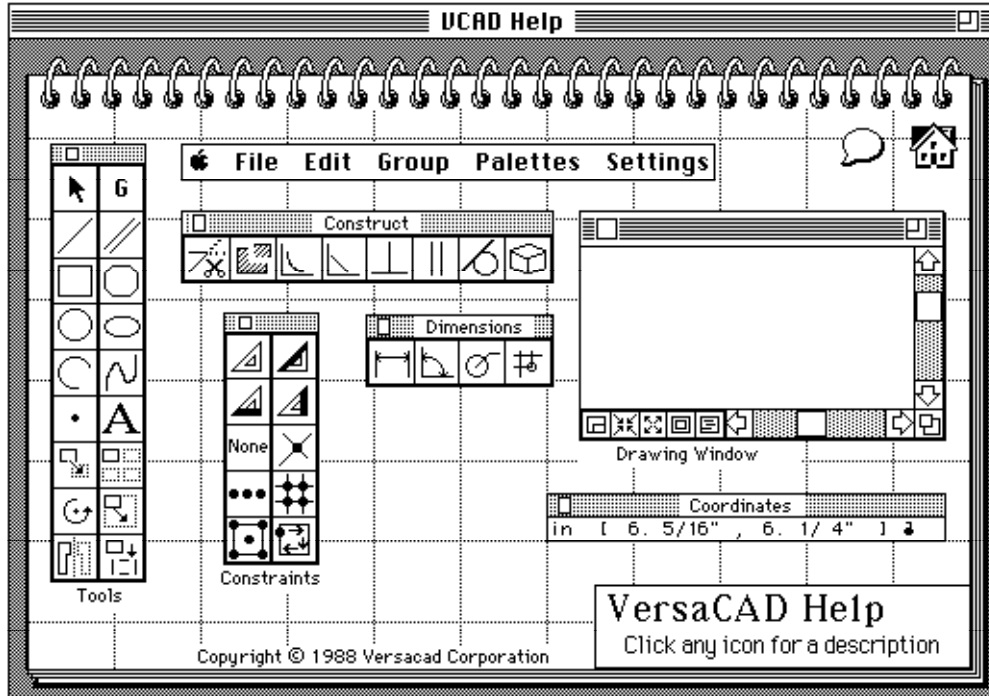 VCAD Help
File Edit Group Palettes Settings
G
Construct
Dimensions
A
None
Drawing Window
Coordinates
in [ 6. 5/16" , 6. 1/ 4" ]
Constraints
Tools
VersaCAD Help
Click any icon for a description
Copyright © 1988 Versacad Corporation